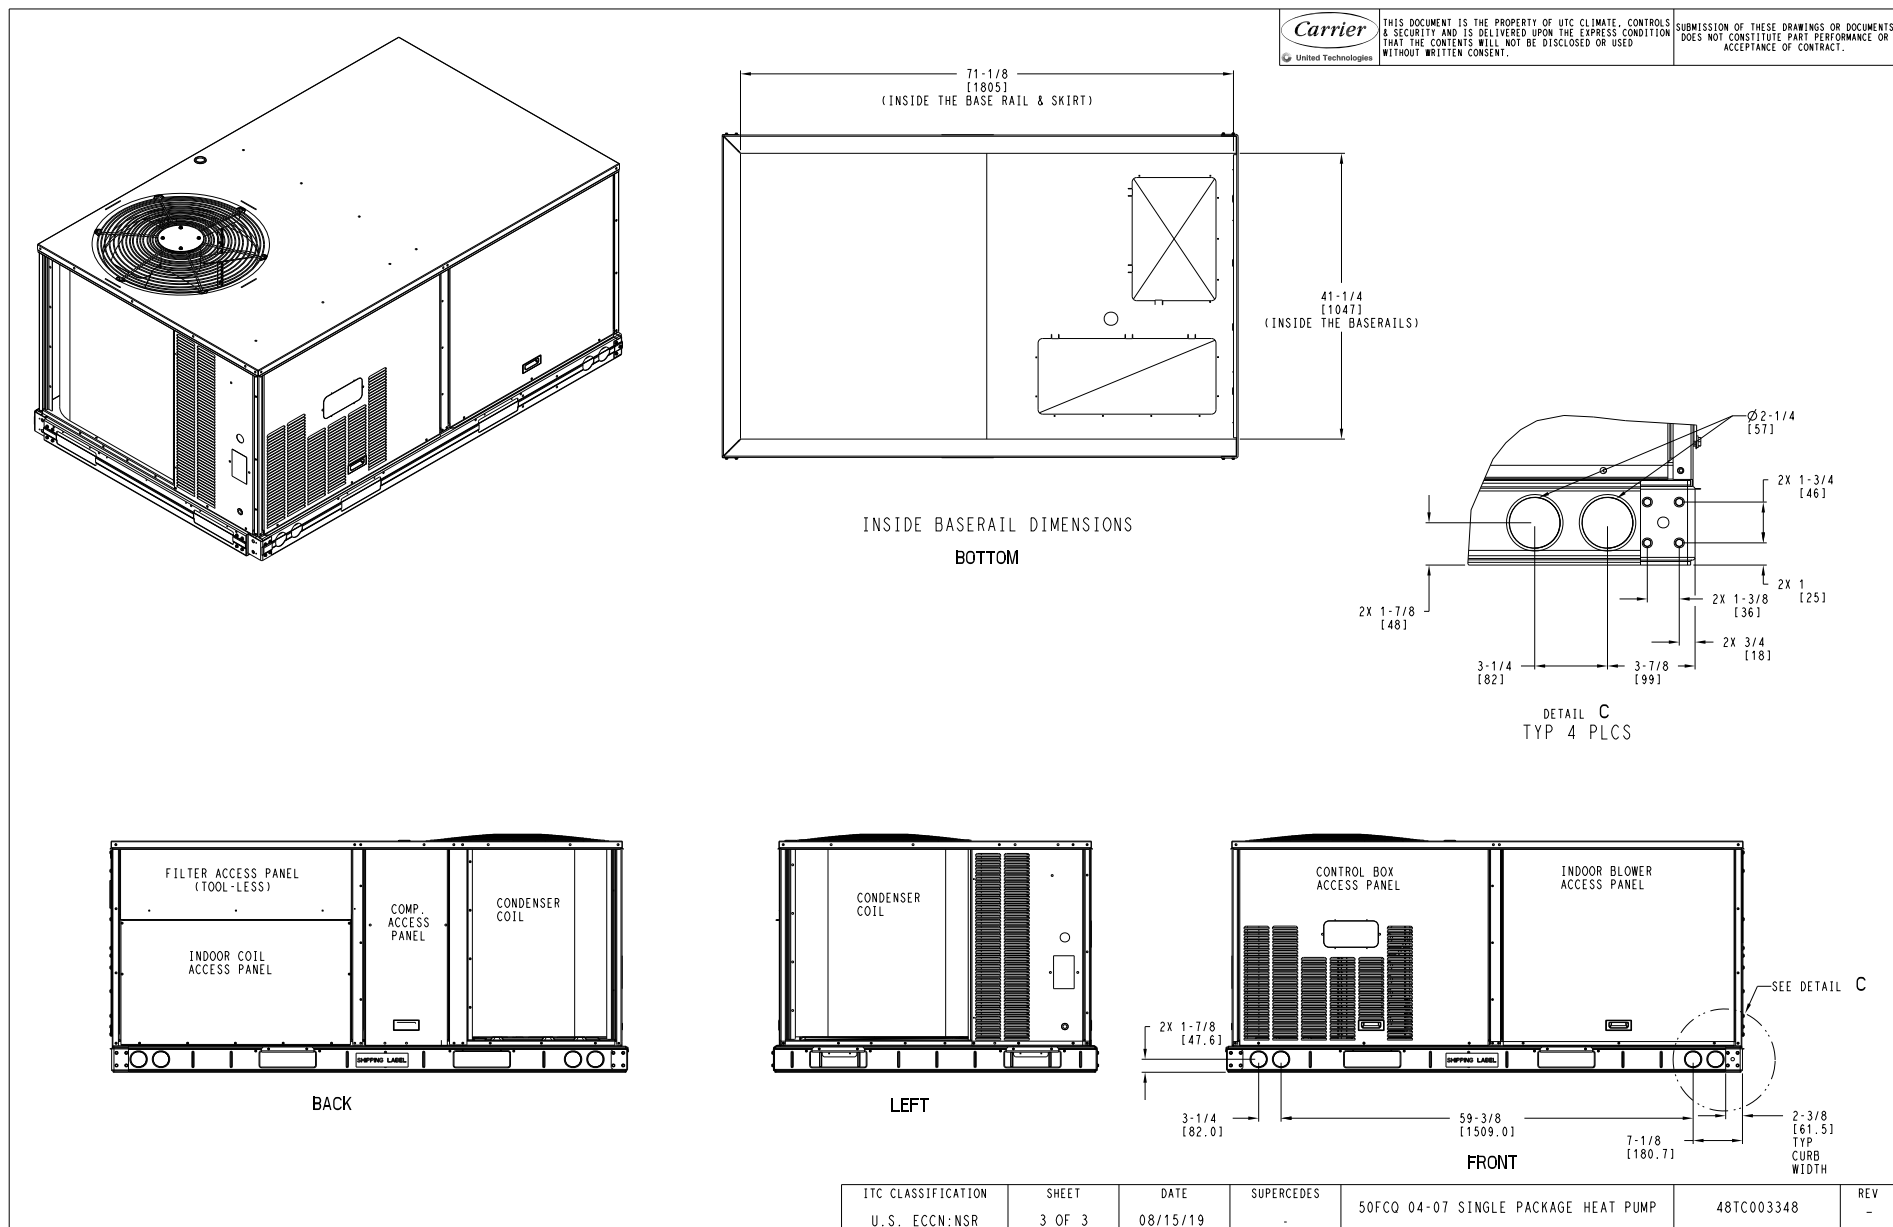 Carrier
United Technologies
THIS DOCUMENT IS THE PROPERTY OF UTC CLIMATE, CONTROLS
& SECURITY AND IS DELIVERED UPON THE EXPRESS CONDITION
THAT THE CONTENTS WILL NOT BE DISCLOSED OR USED
WITHOUT WRITTEN CONSENT.
SUBMISSION OF THESE DRAWINGS OR DOCUMENTS
DOES NOT CONSTITUTE PART PERFORMANCE OR
ACCEPTANCE OF CONTRACT.
71-1/8
[1805]
(INSIDE THE BASE RAIL & SKIRT)
41-1/4
[1047]
(INSIDE THE BASERAILS)
INSIDE BASERAIL DIMENSIONS
BOTTOM
Ø2-1/4
[57]
2X 1-3/4
[46]
2X 1
[25]
2X 1-3/8
[36]
2X 1-7/8
[48]
2X 3/4
[18]
3-1/4
[82]
3-7/8
[99]
DETAIL C
TYP 4 PLCS
FILTER ACCESS PANEL
(TOOL-LESS)
INDOOR COIL
ACCESS PANEL
COMP.
ACCESS
PANEL
CONDENSER
COIL
SHIPPING LABEL
BACK
CONDENSER
COIL
LEFT
CONTROL BOX
ACCESS PANEL
INDOOR BLOWER
ACCESS PANEL
SEE DETAIL C
SHIPPING LABEL
2X 1-7/8
[47.6]
3-1/4
[82.0]
59-3/8
[1509.0]
7-1/8
[180.7]
2-3/8
[61.5]
TYP
CURB
WIDTH
FRONT
ITC CLASSIFICATION
U.S. ECCN:NSR
SHEET
3 OF 3
DATE
08/15/19
SUPERCEDES
-
50FCQ 04-07 SINGLE PACKAGE HEAT PUMP
48TC003348
REV
-